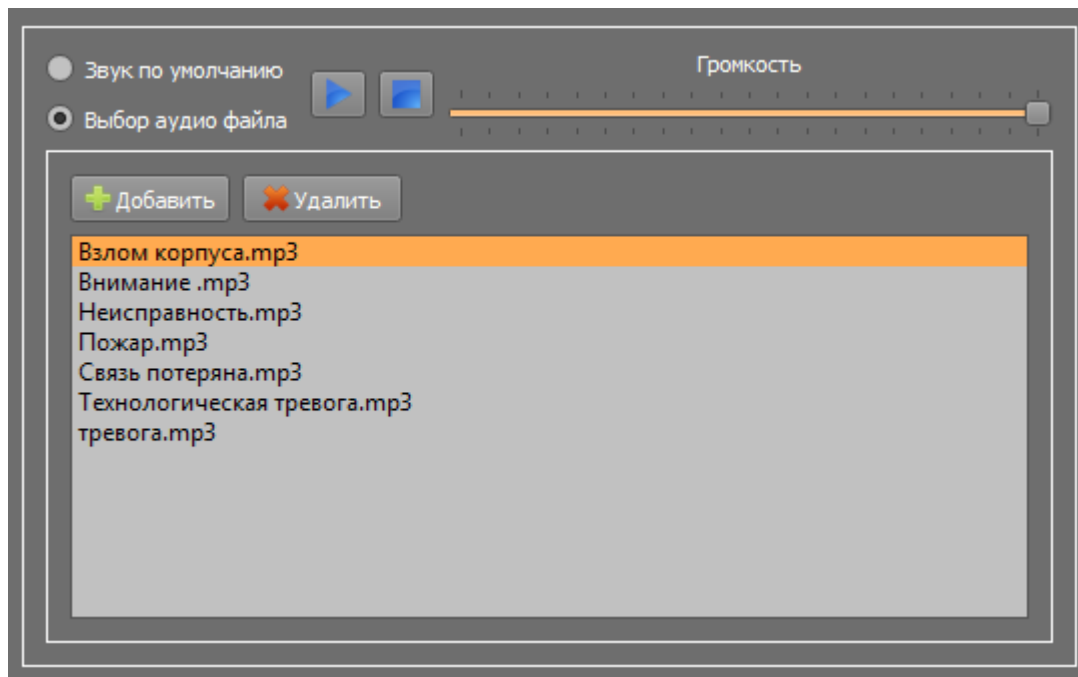 Звук по умолчанию
Громкость
Выбор аудио файла
Добавить
Удалить
Взлом корпуса.mp3
Внимание .mp3
Неисправность.mp3
Пожар.mp3
Связь потеряна.mp3
Технологическая тревога.mp3
тревога.mp3